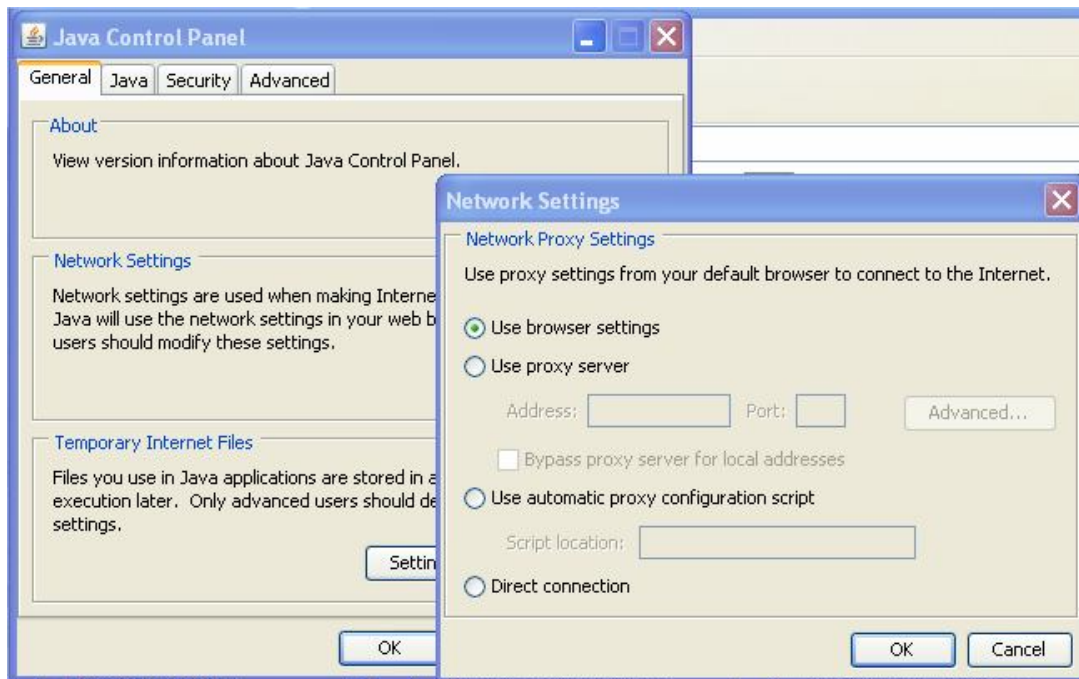 Java Control Panel
General Java Security Advanced
About
View version information about Java Control Panel.
Network Settings
Network settings are used when making Interne
Java will use the network settings in your web b
users should modify these settings.
Temporary Internet Files
Files you use in Java applications are stored in a
execution later. Only advanced users should de
settings.
Settin
OK
Network Settings
Network Proxy Settings
Use proxy settings from your default browser to connect to the Internet.
Use browser settings
Use proxy server
Address: Port: Advanced...
Bypass proxy server for local addresses
Use automatic proxy configuration script
Script location:
Direct connection
OK Cancel